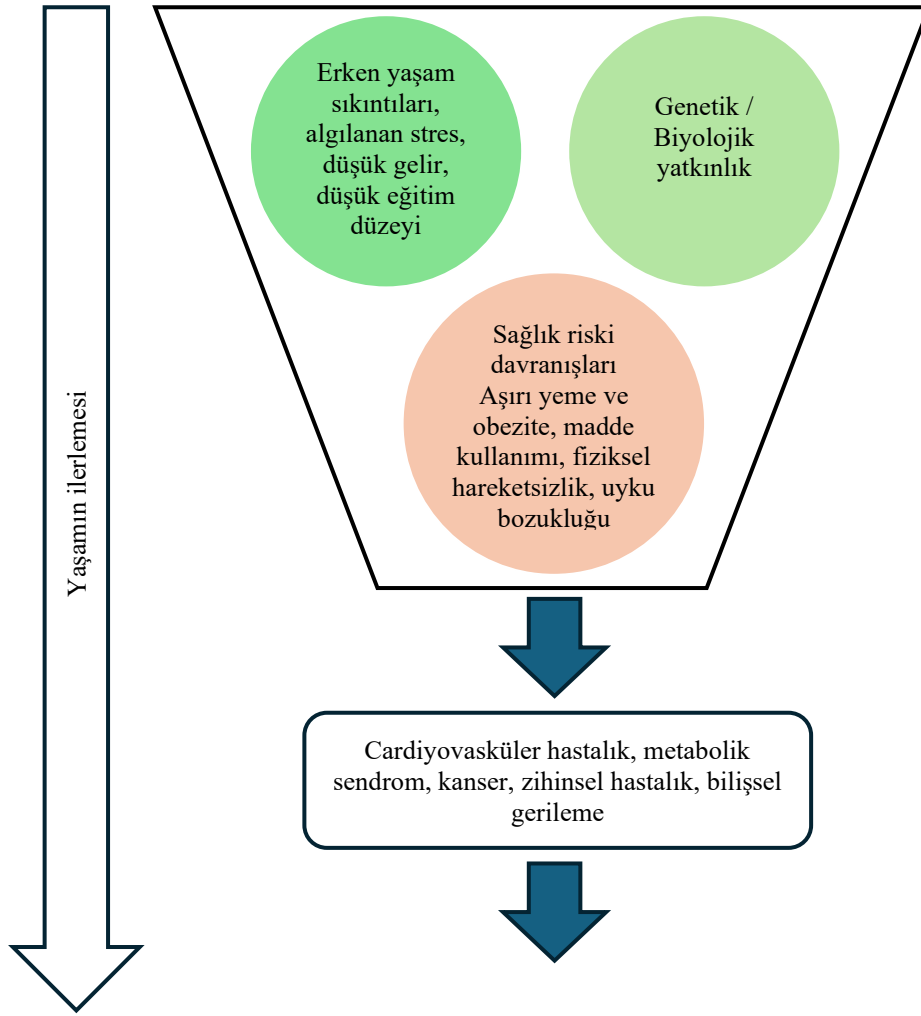 Erken yaşam
sıkıntıları,
algılanan stres,
düşük gelir,
düşük eğitim
düzeyi
Genetik /
Biyolojik
yatkınlık
Sağlık riski
davranışları
Aşırı yeme ve
obezite, madde
kullanımı, fiziksel
hareketsizlik, uyku
bozukluğu
Yaşamın ilerlemesi
Cardiyovasküler hastalık, metabolik
sendrom, kanser, zihinsel hastalık, bilişsel
gerileme